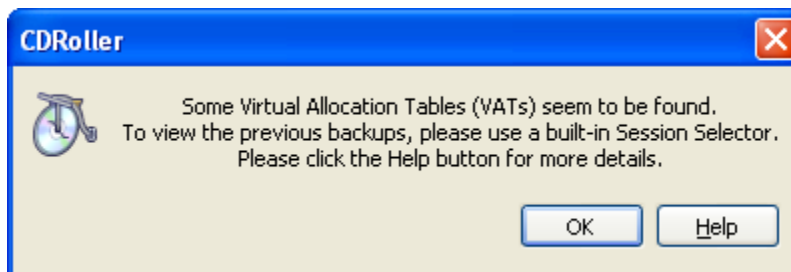 CDRoller
Some Virtual Allocation Tables (VATs) seem to be found.
To view the previous backups, please use a built-in Session Selector.
Please click the Help button for more details.
OK
Help